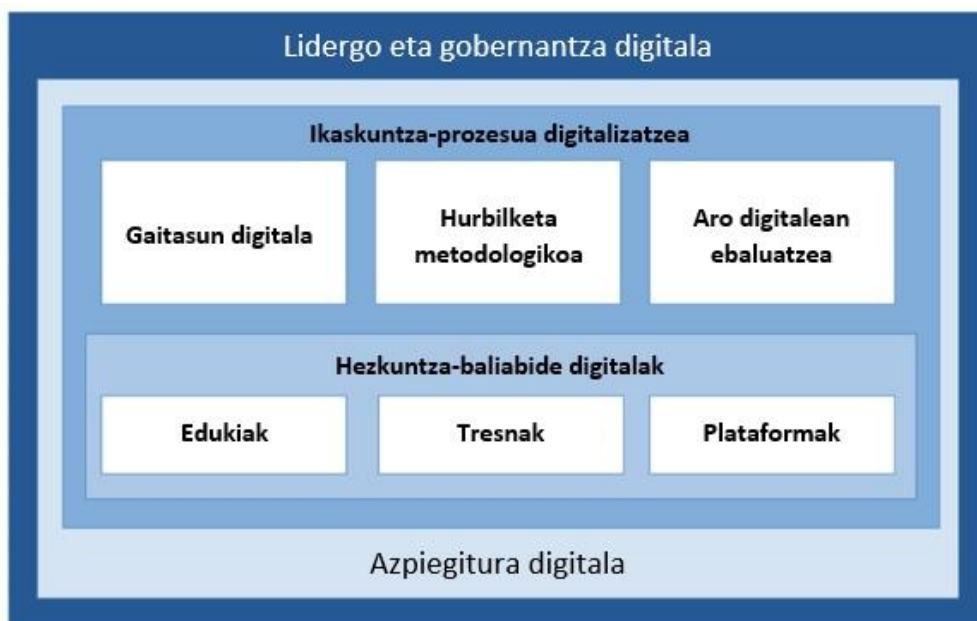 Lidergo eta gobernantza digitala
Ikaskuntza-prozesua digitalizatzea
Gaitasun digitala
Hurbilketa
metodologikoa
Aro digitalean
ebaluatzea
Hezkuntza-baliabide digitalak
Edukiak
Tresnak
Plataformak
Azpiegitura digitala